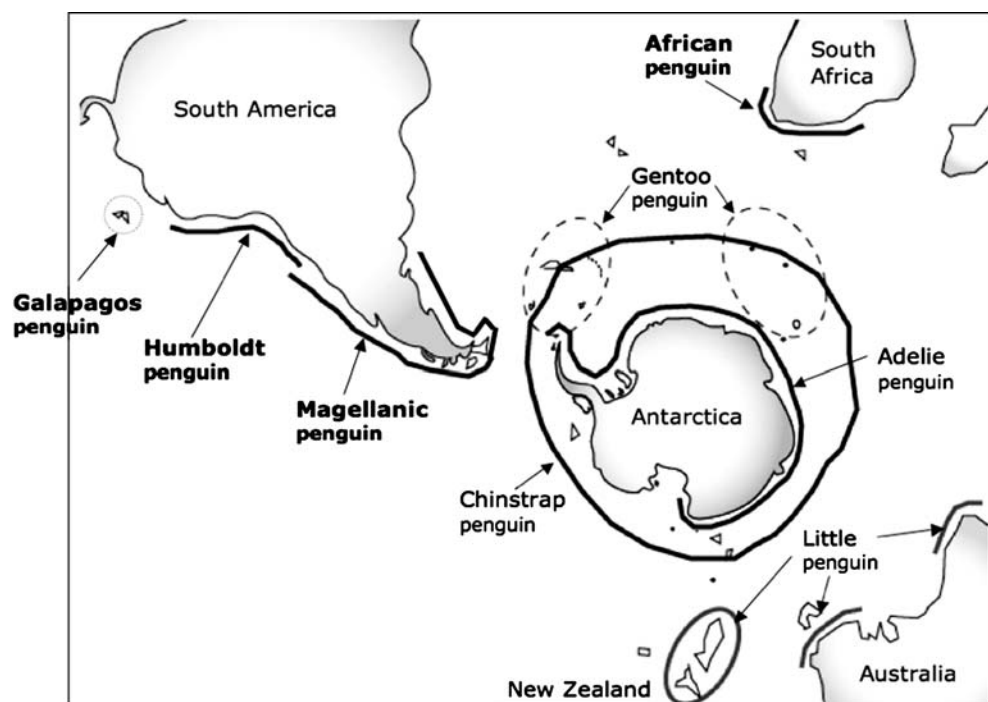 African
penguin
South
Africa
South America
Gentoo
penguin
Galapagos
penguin
Humboldt
penguin
Magellanic
penguin
Adelie
penguin
Antarctica
Chinstrap
penguin
Little
penguin
New Zealand
Australia